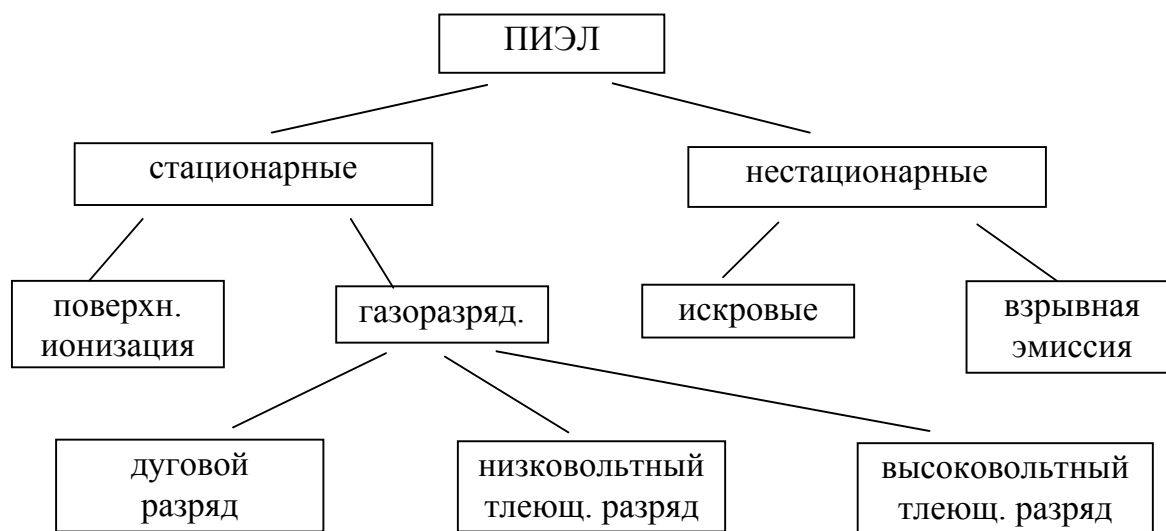 ПИЭЛ
стационарные
нестационарные
поверхн.
ионизация
газоразряд.
искровые
взрывная
эмиссия
дуговой
разряд
низковольтный
тлеющ. разряд
высоковольтный
тлеющ. разряд